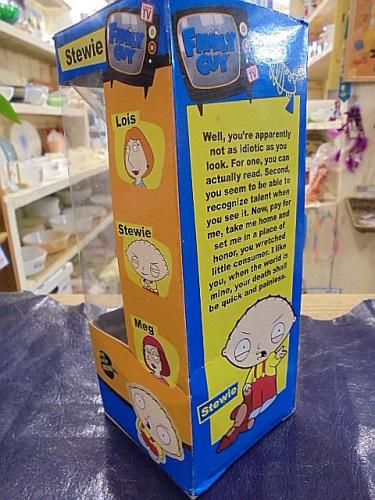 Stewie
FAMILY GUY
Lois
Stewie
Meg
FAMILY GUY
Well, you're apparently
not as idiotic as you
look. For one, you can
actually read. Second,
you seem to be able to
recognize talent when
you see it. Now, pay for
me, take me home and
set me in a place of
honor, you wretched
little consumer. I like
you, when the world is
mine, your death shall
be quick and painless.
Stewie